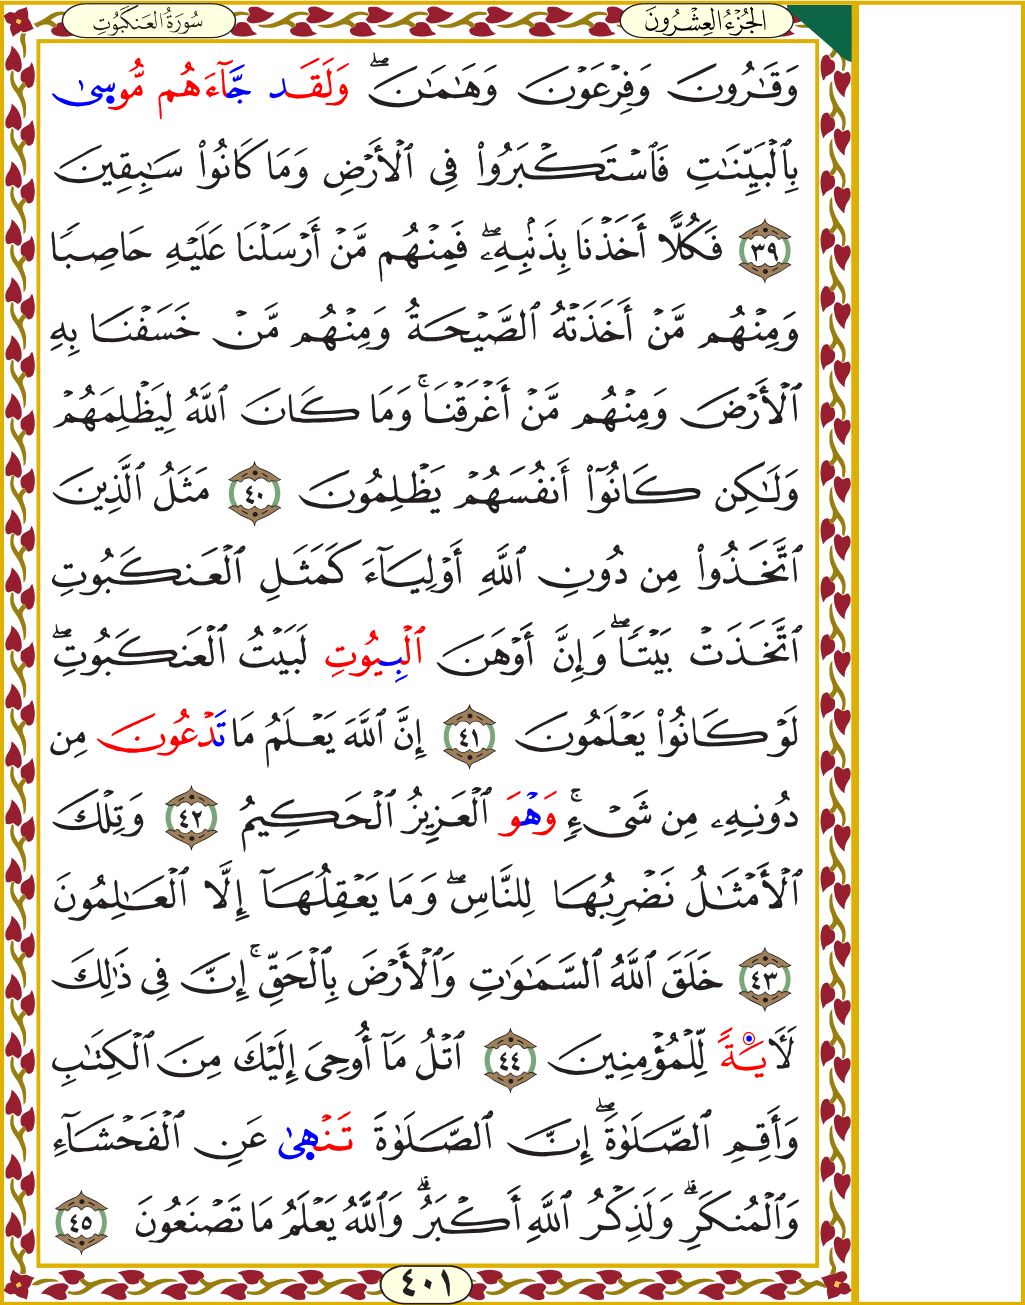 سُورَةُ العَنكَبُوتِ
الجُزْءُ العِشْرُونَ
وَقَٰرُونَ وَفِرْعَوْنَ وَهَٰمَٰنَۖ وَلَقَد جَّآءَهُم مُّوسىٰ
بِٱلْبَيِّنَٰتِ فَٱسْتَكْبَرُواْ فِى ٱلْأَرْضِ وَمَا كَانُواْ سَٰبِقِينَ
٣٩ فَكُلًّا أَخَذْنَا بِذَنۢبِهِۦۖ فَمِنْهُم مَّنْ أَرْسَلْنَا عَلَيْهِ حَاصِبًا
وَمِنْهُم مَّنْ أَخَذَتْهُ ٱلصَّيْحَةُ وَمِنْهُم مَّنْ خَسَفْنَا بِهِ
ٱلْأَرْضَ وَمِنْهُم مَّنْ أَغْرَقْنَاۚ وَمَا كَانَ ٱللَّهُ لِيَظْلِمَهُمْ
وَلَٰكِن كَانُوٓاْ أَنفُسَهُمْ يَظْلِمُونَ ٤٠ مَثَلُ ٱلَّذِينَ
ٱتَّخَذُواْ مِن دُونِ ٱللَّهِ أَوْلِيَآءَ كَمَثَلِ ٱلْعَنكَبُوتِ
ٱتَّخَذَتْ بَيْتًاۖ وَإِنَّ أَوْهَنَ ٱلْبِيُوتِ لَبَيْتُ ٱلْعَنكَبُوتِۖ
لَوْ كَانُواْ يَعْلَمُونَ ٤١ إِنَّ ٱللَّهَ يَعْلَمُ مَا تَدْعُونَ مِن
دُونِهِۦ مِن شَىْءٍۚ وَهْوَ ٱلْعَزِيزُ ٱلْحَكِيمُ ٤٢ وَتِلْكَ
ٱلْأَمْثَٰلُ نَضْرِبُهَا لِلنَّاسِۖ وَمَا يَعْقِلُهَآ إِلَّا ٱلْعَٰلِمُونَ
٤٣ خَلَقَ ٱللَّهُ ٱلسَّمَٰوَٰتِ وَٱلْأَرْضَ بِٱلْحَقِّۚ إِنَّ فِى ذَٰلِكَ
لَأَيَةً لِّلْمُؤْمِنِينَ ٤٤ ٱتْلُ مَآ أُوحِىَ إِلَيْكَ مِنَ ٱلْكِتَٰبِ
وَأَقِمِ ٱلصَّلَوٰةَۖ إِنَّ ٱلصَّلَوٰةَ تَنْهىٰ عَنِ ٱلْفَحْشَآءِ
وَٱلْمُنكَرِۗ وَلَذِكْرُ ٱللَّهِ أَكْبَرُۗ وَٱللَّهُ يَعْلَمُ مَا تَصْنَعُونَ ٤٥
٤٠١